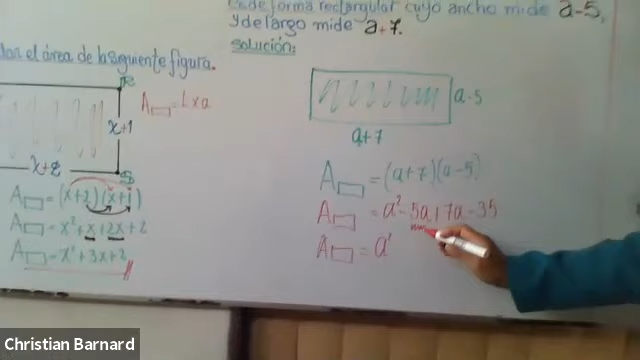 de forma rectangular cuyo ancho mide a-5,
y de largo mide a+7.
solución:
el área de la siguiente figura.
R
A▭ = L x a
x+1
x+2
S
A▭ = (x+2)(x+1)
A▭ = x² + x + 2x + 2
A▭ = x² + 3x + 2
a-5
a+7
A▭ = (a+7)(a-5)
A▭ = a² - 5a + 7a - 35
A▭ = a²
Christian Barnard